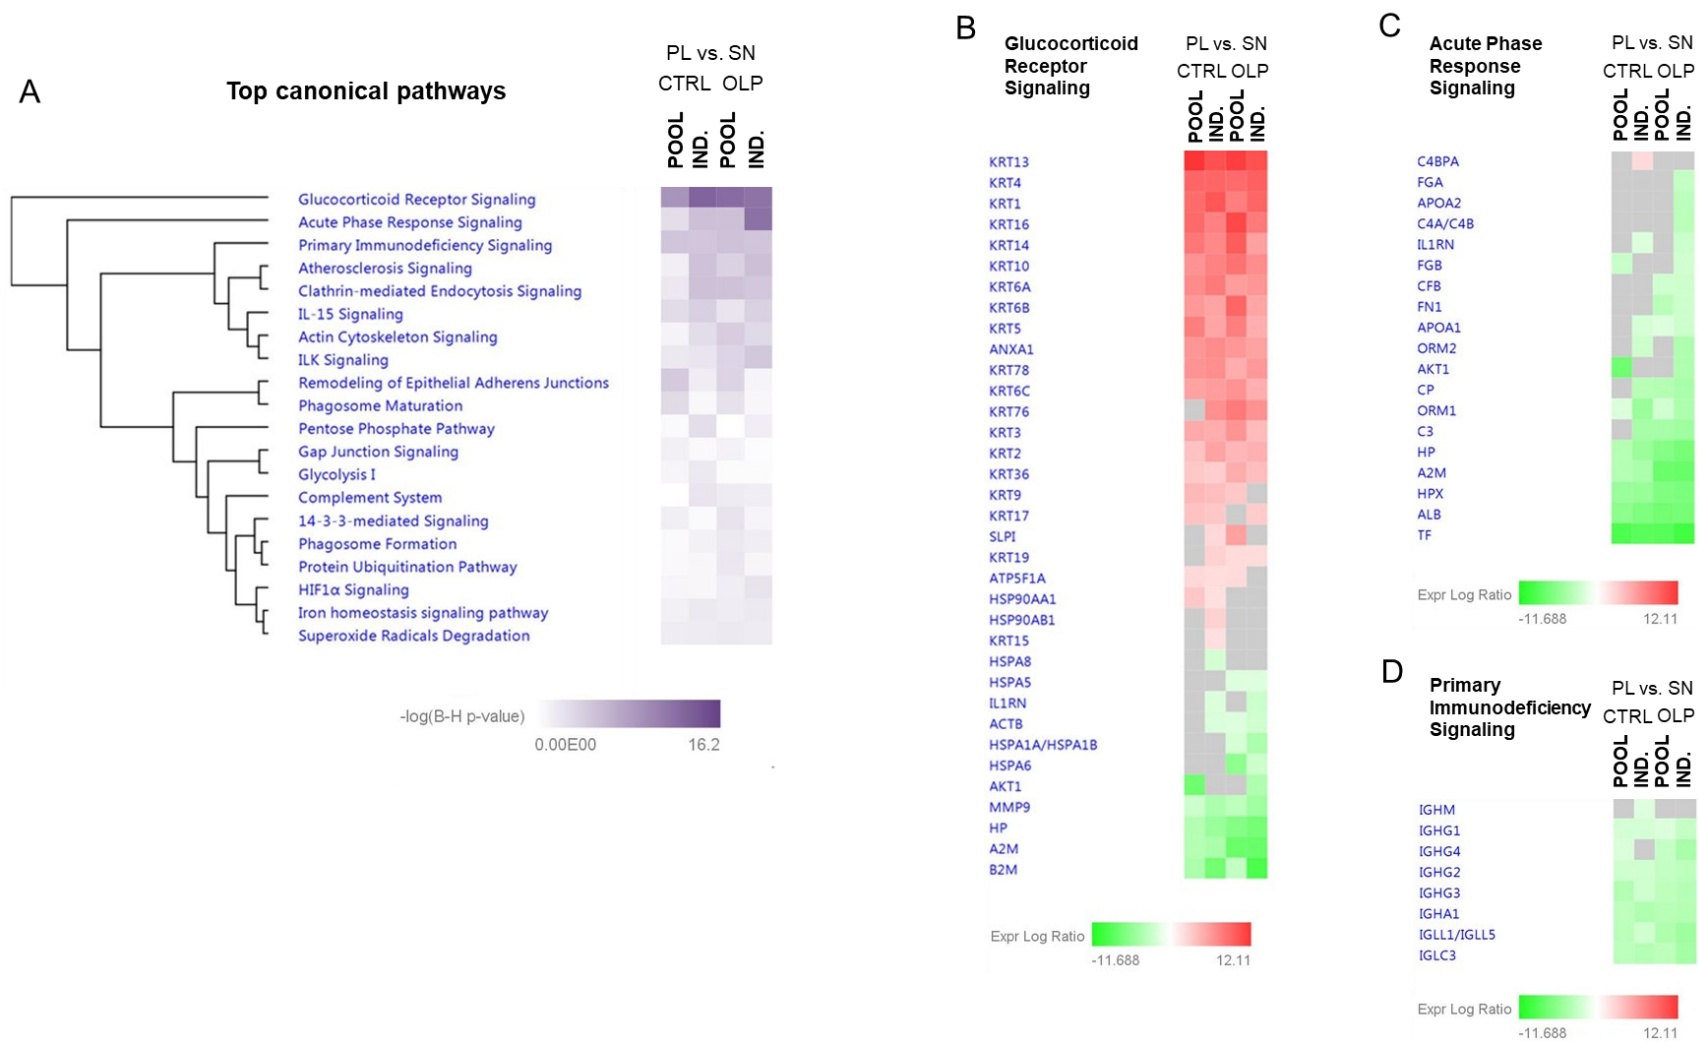 A
Top canonical pathways
PL vs. SN
CTRL OLP
POOL
IND.
POOL
IND.
Glucocorticoid Receptor Signaling
Acute Phase Response Signaling
Primary Immunodeficiency Signaling
Atherosclerosis Signaling
Clathrin-mediated Endocytosis Signaling
IL-15 Signaling
Actin Cytoskeleton Signaling
ILK Signaling
Remodeling of Epithelial Adherens Junctions
Phagosome Maturation
Pentose Phosphate Pathway
Gap Junction Signaling
Glycolysis I
Complement System
14-3-3-mediated Signaling
Phagosome Formation
Protein Ubiquitination Pathway
HIF1α Signaling
Iron homeostasis signaling pathway
Superoxide Radicals Degradation
-log(B-H p-value)
0.00E00 16.2
B
Glucocorticoid
Receptor
Signaling
PL vs. SN
CTRL OLP
POOL
IND.
POOL
IND.
KRT13
KRT4
KRT1
KRT16
KRT14
KRT10
KRT6A
KRT6B
KRT5
ANXA1
KRT78
KRT6C
KRT76
KRT3
KRT2
KRT36
KRT9
KRT17
SLPI
KRT19
ATP5F1A
HSP90AA1
HSP90AB1
KRT15
HSPA8
HSPA5
IL1RN
ACTB
HSPA1A/HSPA1B
HSPA6
AKT1
MMP9
HP
A2M
B2M
Expr Log Ratio
-11.688 12.11
C
Acute Phase
Response
Signaling
PL vs. SN
CTRL OLP
POOL
IND.
POOL
IND.
C4BPA
FGA
APOA2
C4A/C4B
IL1RN
FGB
CFB
FN1
APOA1
ORM2
AKT1
CP
ORM1
C3
HP
A2M
HPX
ALB
TF
Expr Log Ratio
-11.688 12.11
D
Primary
Immunodeficiency
Signaling
PL vs. SN
CTRL OLP
POOL
IND.
POOL
IND.
IGHM
IGHG1
IGHG4
IGHG2
IGHG3
IGHA1
IGLL1/IGLL5
IGLC3
Expr Log Ratio
-11.688 12.11